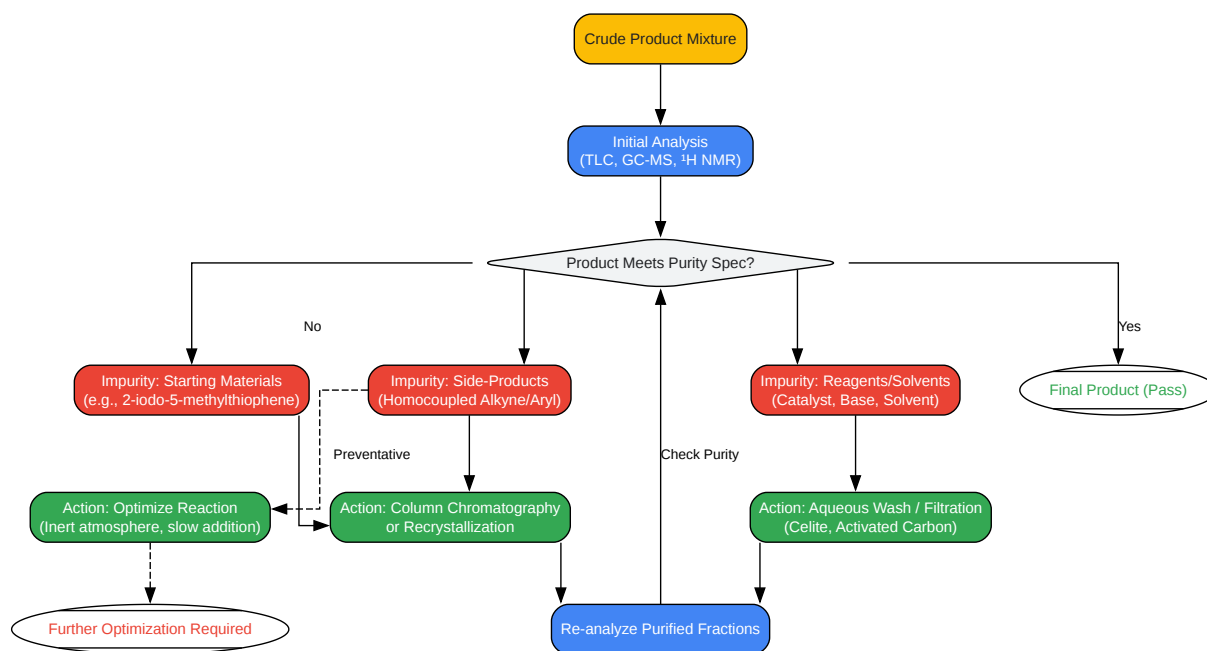 Crude Product Mixture
Initial Analysis
(TLC, GC-MS, ¹H NMR)
Product Meets Purity Spec?
No
Yes
Impurity: Starting Materials
(e.g., 2-iodo-5-methylthiophene)
Impurity: Side-Products
(Homocoupled Alkyne/Aryl)
Impurity: Reagents/Solvents
(Catalyst, Base, Solvent)
Final Product (Pass)
Preventative
Check Purity
Action: Optimize Reaction
(Inert atmosphere, slow addition)
Action: Column Chromatography
or Recrystallization
Action: Aqueous Wash / Filtration
(Celite, Activated Carbon)
Further Optimization Required
Re-analyze Purified Fractions